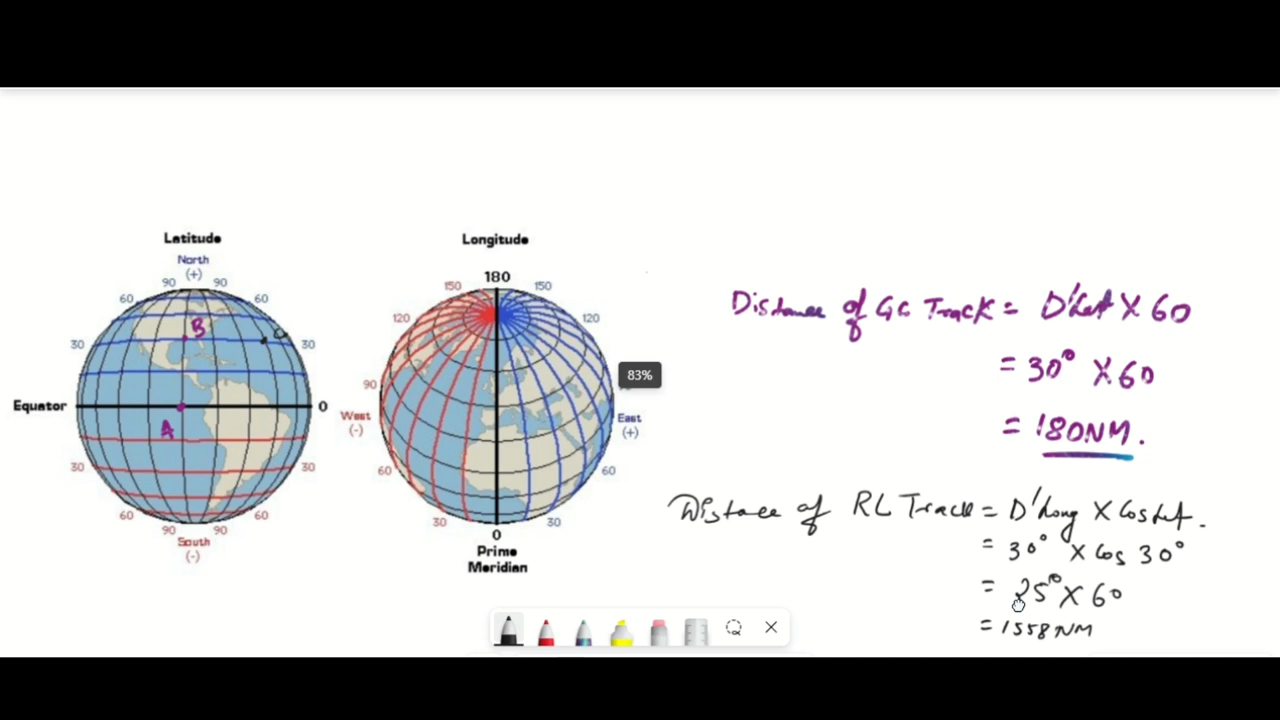 Latitude
North
(+)
90 90
60 60
B
30 30
Equator
0
A
30 30
60 60
90 90
South
(-)
Longitude
180
150 150
120 120
90
West
(-)
East
(+)
60 60
30 30
0
Prime
Meridian
83%
Distance of GC Track = D'Lat X 60
= 30° X 60
= 180NM.
Distance of RL Track = D'Long X Cos Lat.
= 30° X Cos 30°
= 25° X 60
= 1558NM